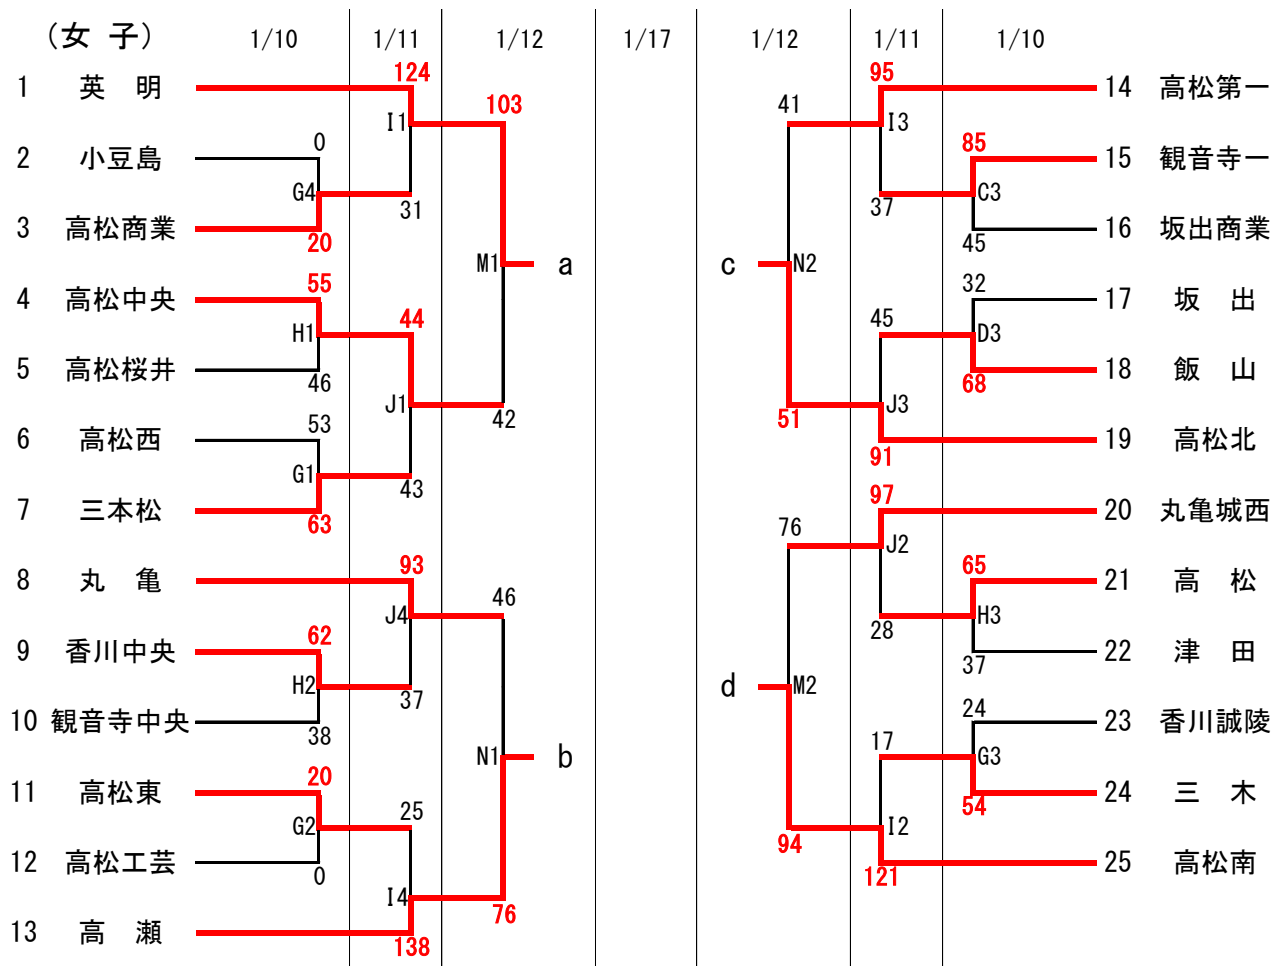 （女 子） 1/10 1/11 1/12 1/17 1/12 1/11 1/10
124 95
1 英 明 14 高松第一
103 41
I1 I3
0 85
2 小豆島 15 観音寺一
G4 C3
31 37
3 高松商業 16 坂出商業
20 45
M1 a c N2
55 32
4 高松中央 17 坂 出
44 45
H1 D3
5 高松桜井 18 飯 山
46 68
J1 J3
53 42 51
6 高松西 19 高松北
91
G1
43 97
7 三本松 20 丸亀城西
63 76
J2
93 65
8 丸 亀 21 高 松
46
J4 H3
62 28
9 香川中央 22 津 田
37
H2 d M2
37 24
10 観音寺中央 23 香川誠陵
38 17
N1 b G3
20
11 高松東 24 三 木
25 54
G2 I2
94
12 高松工芸 25 高松南
0 121
I4
76
13 高 瀬
138